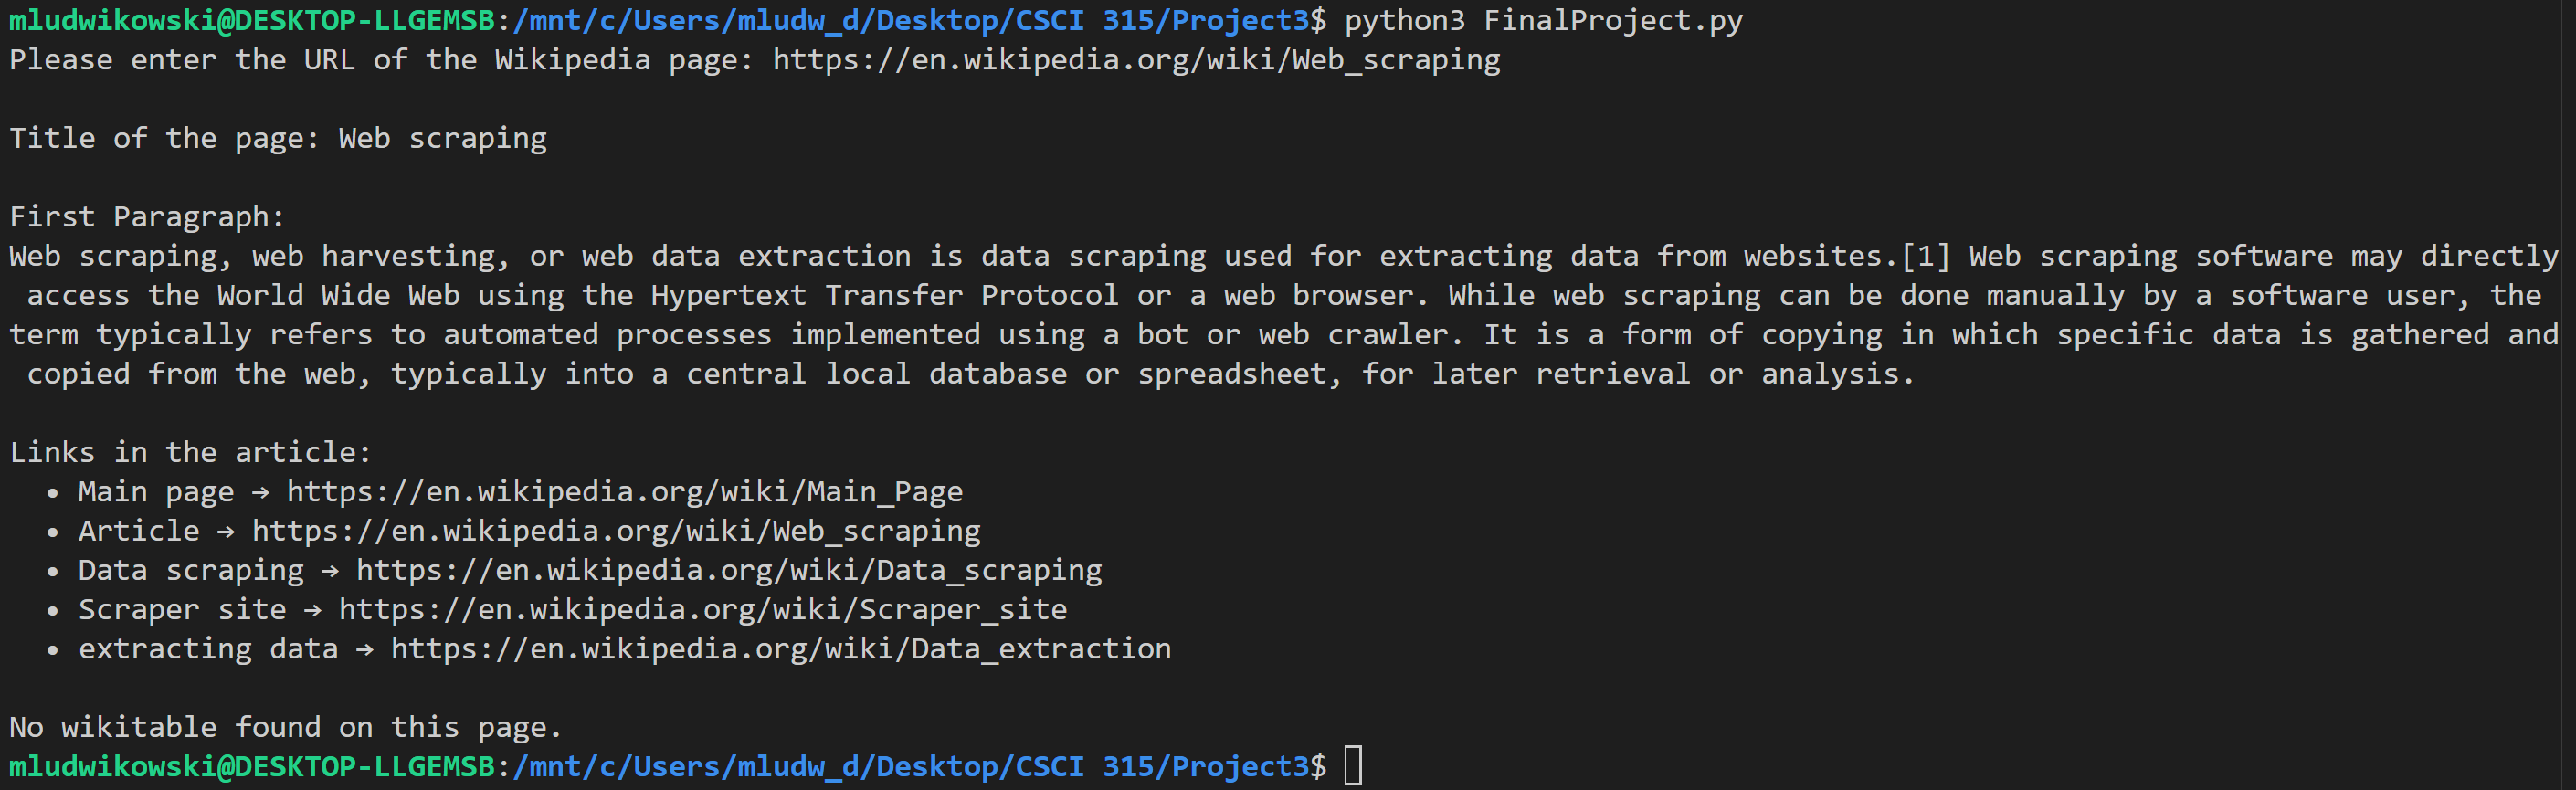 mludwikowski@DESKTOP-LLGEMSB:/mnt/c/Users/mludw_d/Desktop/CSCI 315/Project3$ python3 FinalProject.py
Please enter the URL of the Wikipedia page: https://en.wikipedia.org/wiki/Web_scraping

Title of the page: Web scraping

First Paragraph:
Web scraping, web harvesting, or web data extraction is data scraping used for extracting data from websites.[1] Web scraping software may directly
 access the World Wide Web using the Hypertext Transfer Protocol or a web browser. While web scraping can be done manually by a software user, the
term typically refers to automated processes implemented using a bot or web crawler. It is a form of copying in which specific data is gathered and
 copied from the web, typically into a central local database or spreadsheet, for later retrieval or analysis.

Links in the article:
  • Main page → https://en.wikipedia.org/wiki/Main_Page
  • Article → https://en.wikipedia.org/wiki/Web_scraping
  • Data scraping → https://en.wikipedia.org/wiki/Data_scraping
  • Scraper site → https://en.wikipedia.org/wiki/Scraper_site
  • extracting data → https://en.wikipedia.org/wiki/Data_extraction

No wikitable found on this page.
mludwikowski@DESKTOP-LLGEMSB:/mnt/c/Users/mludw_d/Desktop/CSCI 315/Project3$